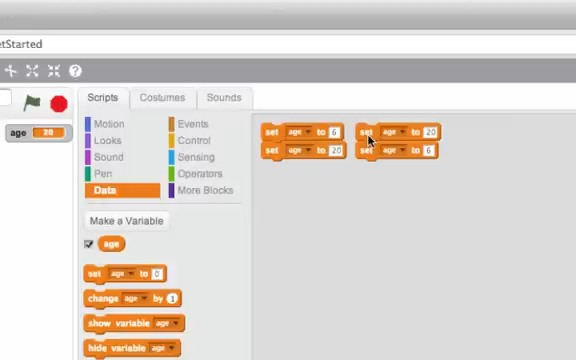 etStarted
Scripts Costumes Sounds
age 20
Motion Events
Looks Control
Sound Sensing
Pen Operators
Data More Blocks
Make a Variable
age
set age to 0
change age by 1
show variable age
hide variable age
set age to 6
set age to 20
set age to 20
set age to 6